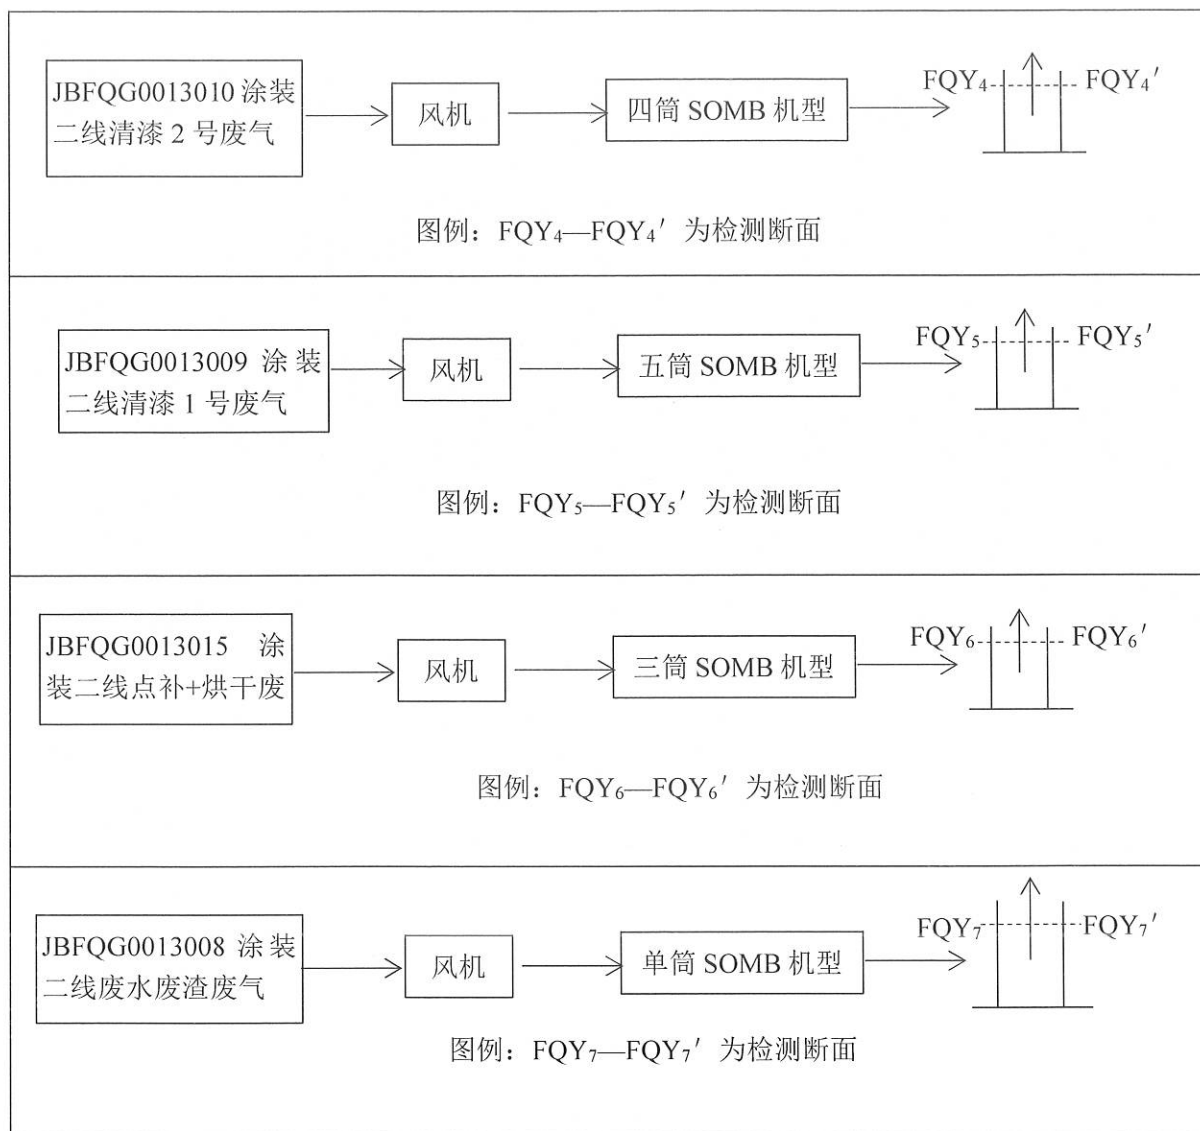 JBFQG0013010 涂装
二线清漆 2 号废气
风机
四筒 SOMB 机型
FQY₄
FQY₄′
图例：FQY₄—FQY₄′ 为检测断面
JBFQG0013009 涂装
二线清漆 1 号废气
风机
五筒 SOMB 机型
FQY₅
FQY₅′
图例：FQY₅—FQY₅′ 为检测断面
JBFQG0013015 涂
装二线点补+烘干废
风机
三筒 SOMB 机型
FQY₆
FQY₆′
图例：FQY₆—FQY₆′ 为检测断面
JBFQG0013008 涂装
二线废水废渣废气
风机
单筒 SOMB 机型
FQY₇
FQY₇′
图例：FQY₇—FQY₇′ 为检测断面